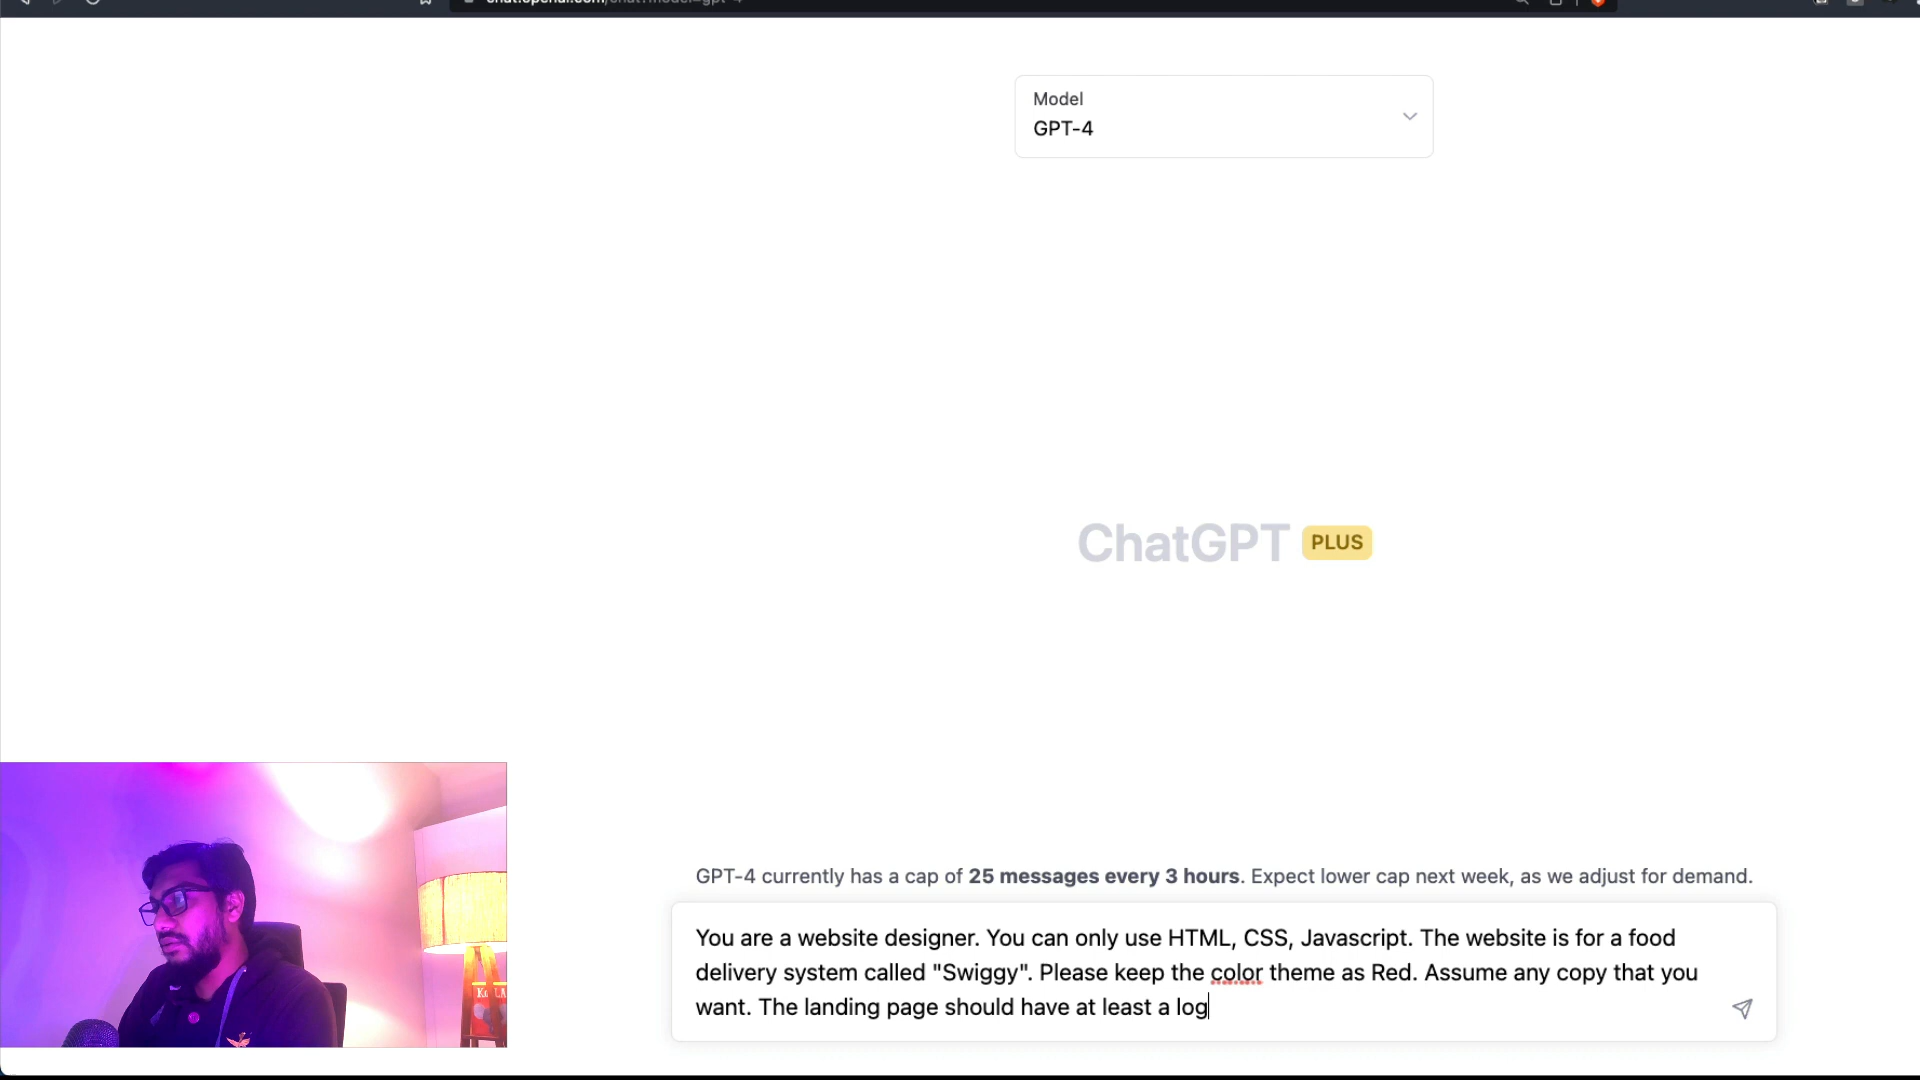 Model
GPT-4
ChatGPT PLUS
GPT-4 currently has a cap of 25 messages every 3 hours. Expect lower cap next week, as we adjust for demand.
You are a website designer. You can only use HTML, CSS, Javascript. The website is for a food
delivery system called "Swiggy". Please keep the color theme as Red. Assume any copy that you
want. The landing page should have at least a log